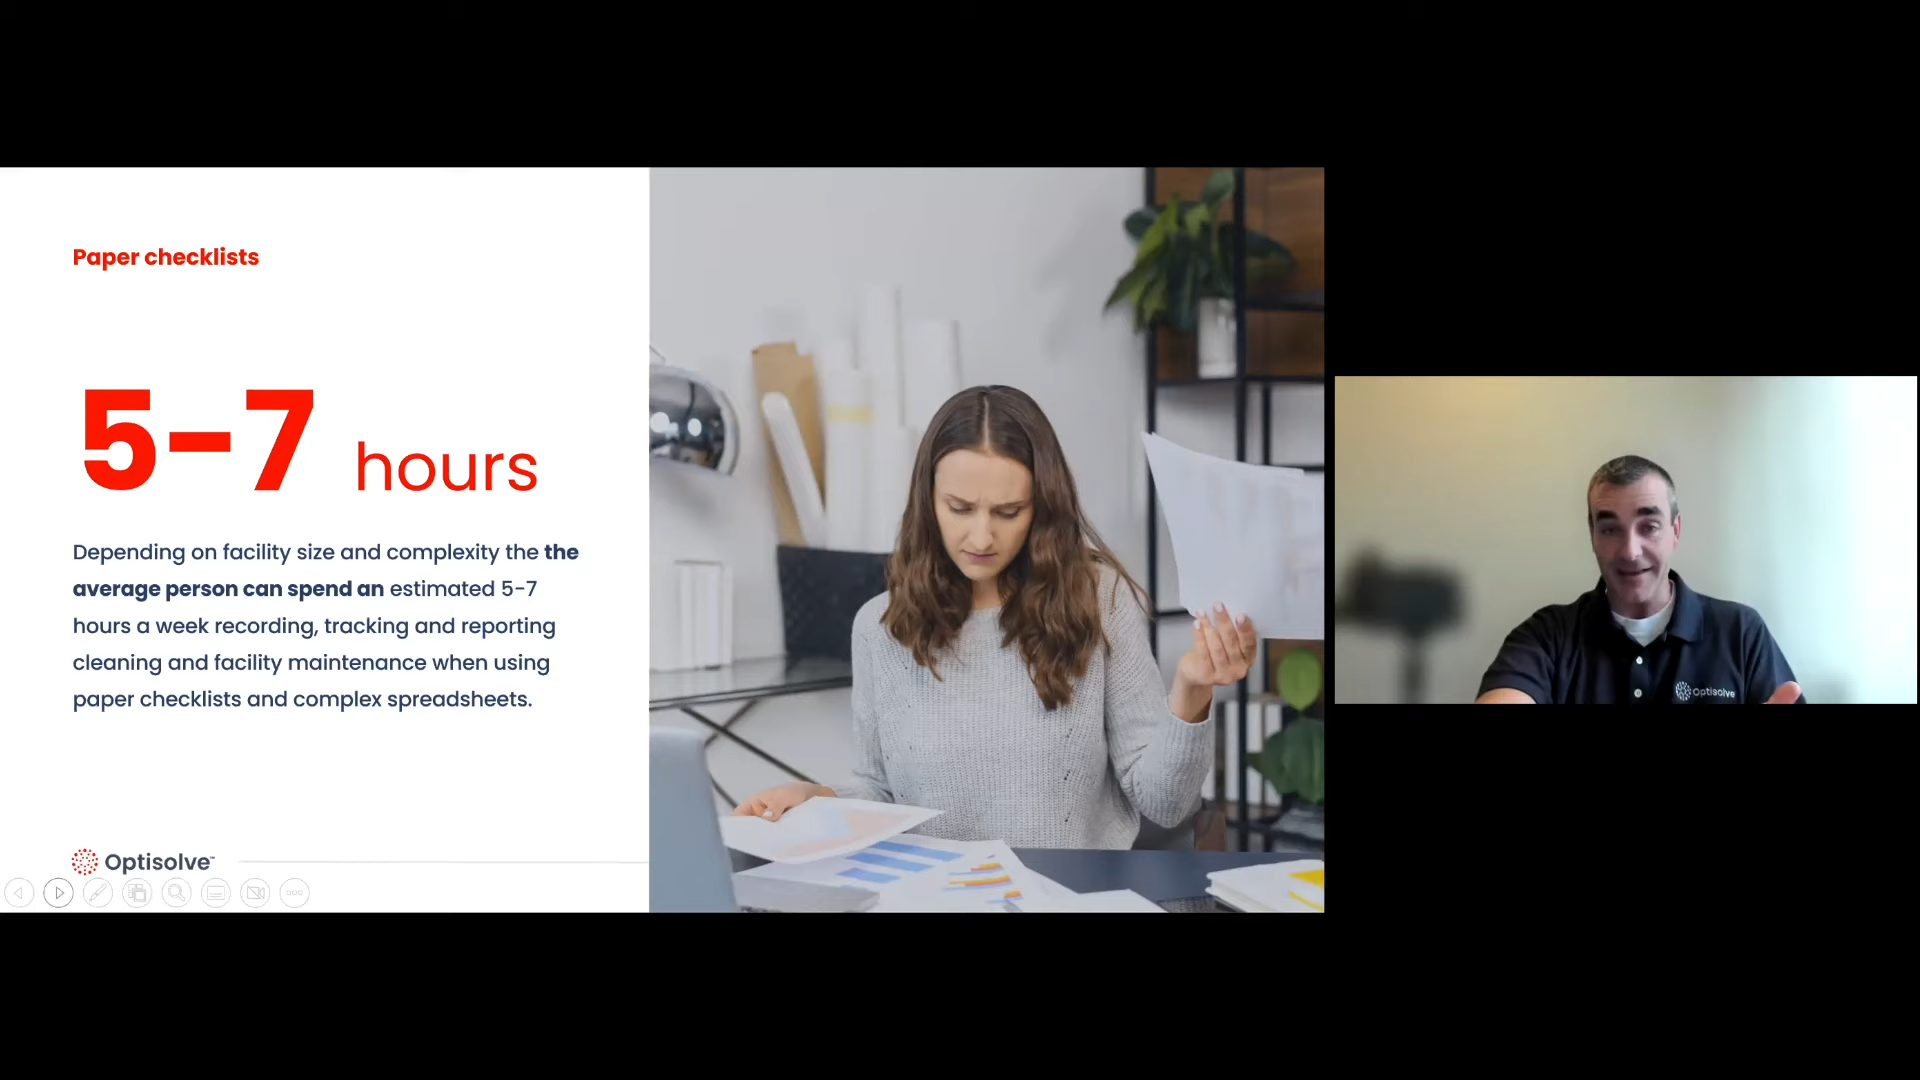 Paper checklists
5-7 hours
Depending on facility size and complexity the the
average person can spend an estimated 5-7
hours a week recording, tracking and reporting
cleaning and facility maintenance when using
paper checklists and complex spreadsheets.
Optisolve™
Optisolve